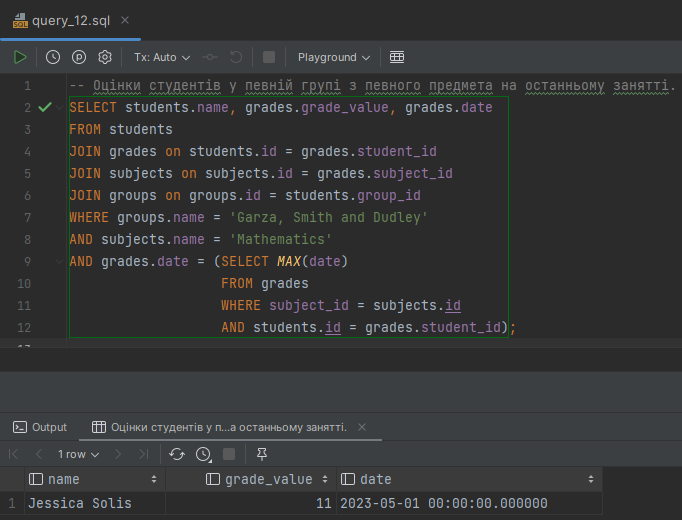 query_12.sql
Tx: Auto
Playground
1 -- Оцінки студентів у певній групі з певного предмета на останньому занятті.
2 SELECT students.name, grades.grade_value, grades.date
3 FROM students
4 JOIN grades on students.id = grades.student_id
5 JOIN subjects on subjects.id = grades.subject_id
6 JOIN groups on groups.id = students.group_id
7 WHERE groups.name = 'Garza, Smith and Dudley'
8 AND subjects.name = 'Mathematics'
9 AND grades.date = (SELECT MAX(date)
10 FROM grades
11 WHERE subject_id = subjects.id
12 AND students.id = grades.student_id);
13
Output
Оцінки студентів у п...а останньому занятті.
1 row
name grade_value date
1 Jessica Solis 11 2023-05-01 00:00:00.000000